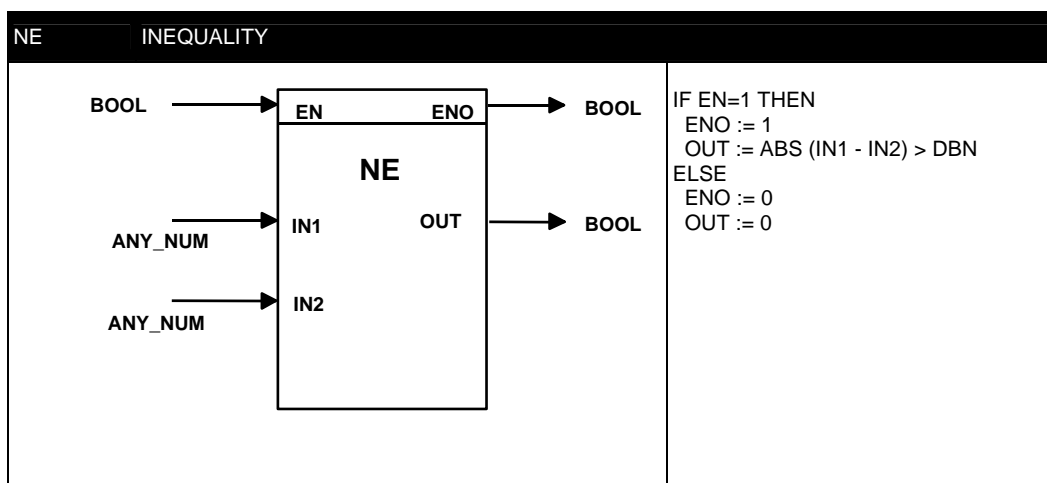 NE INEQUALITY
BOOL EN ENO BOOL
NE
IN1 OUT BOOL
ANY_NUM
IN2
ANY_NUM
IF EN=1 THEN
ENO := 1
OUT := ABS (IN1 - IN2) > DBN
ELSE
ENO := 0
OUT := 0